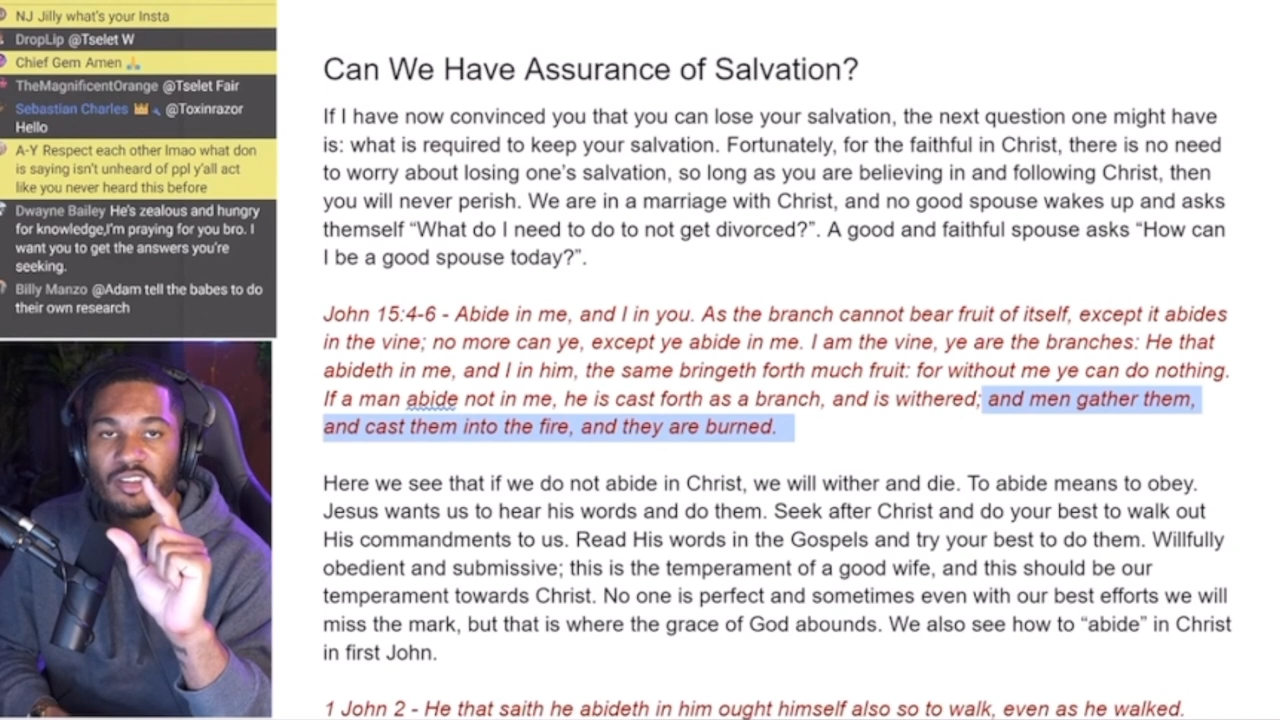 NJ Jilly what's your Insta
DropLip @Tselet W
Chief Gem Amen 🙏
TheMagnificentOrange @Tselet Fair
Sebastian Charles 👑🔧 @Toxinrazor
Hello
A-Y Respect each other lmao what don
is saying isn't unheard of ppl y'all act
like you never heard this before
Dwayne Bailey He's zealous and hungry
for knowledge,I'm praying for you bro. I
want you to get the answers you're
seeking.
Billy Manzo @Adam tell the babes to do
their own research
Can We Have Assurance of Salvation?
If I have now convinced you that you can lose your salvation, the next question one might have
is: what is required to keep your salvation. Fortunately, for the faithful in Christ, there is no need
to worry about losing one's salvation, so long as you are believing in and following Christ, then
you will never perish. We are in a marriage with Christ, and no good spouse wakes up and asks
themself “What do I need to do to not get divorced?”. A good and faithful spouse asks “How can
I be a good spouse today?”.
John 15:4-6 - Abide in me, and I in you. As the branch cannot bear fruit of itself, except it abides
in the vine; no more can ye, except ye abide in me. I am the vine, ye are the branches: He that
abideth in me, and I in him, the same bringeth forth much fruit: for without me ye can do nothing.
If a man abide not in me, he is cast forth as a branch, and is withered; and men gather them,
and cast them into the fire, and they are burned.
Here we see that if we do not abide in Christ, we will wither and die. To abide means to obey.
Jesus wants us to hear his words and do them. Seek after Christ and do your best to walk out
His commandments to us. Read His words in the Gospels and try your best to do them. Willfully
obedient and submissive; this is the temperament of a good wife, and this should be our
temperament towards Christ. No one is perfect and sometimes even with our best efforts we will
miss the mark, but that is where the grace of God abounds. We also see how to “abide” in Christ
in first John.
1 John 2 - He that saith he abideth in him ought himself also so to walk, even as he walked.